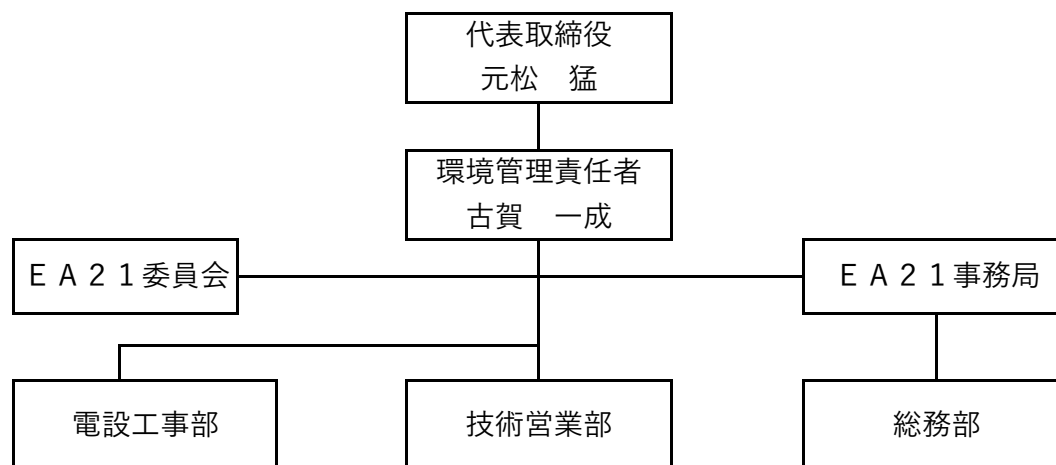 代表取締役
元松　猛
環境管理責任者
古賀　一成
ＥＡ２１委員会
ＥＡ２１事務局
電設工事部
技術営業部
総務部